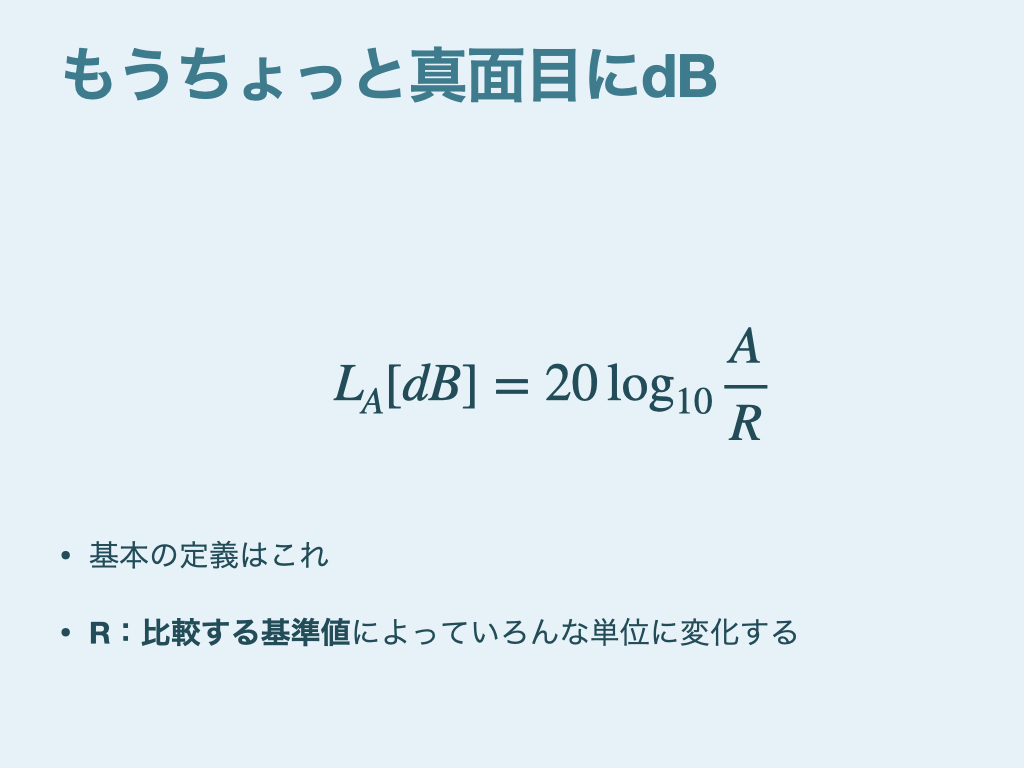 もうちょっと真面目にdB
L_A[dB] = 20 log_{10} \frac{A}{R}
• 基本の定義はこれ
• R：比較する基準値によっていろんな単位に変化する